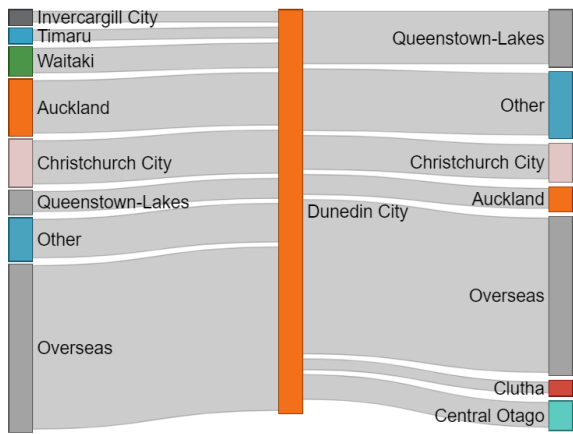 Invercargill City
Timaru
Waitaki
Auckland
Christchurch City
Queenstown-Lakes
Other
Overseas
Dunedin City
Queenstown-Lakes
Other
Christchurch City
Auckland
Overseas
Clutha
Central Otago